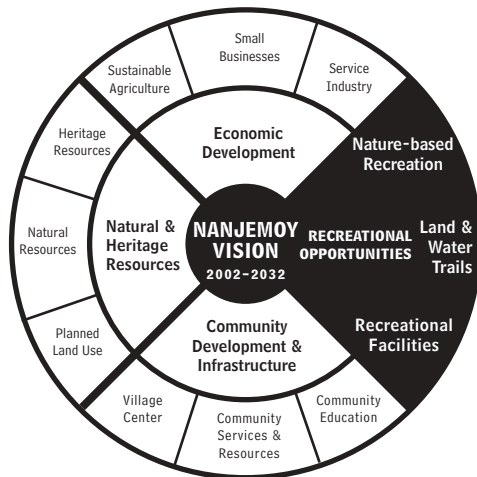 Small
Businesses
Sustainable
Agriculture
Service
Industry
Heritage
Resources
Economic
Development
Nature-based
Recreation
Natural
Resources
Natural &
Heritage
Resources
NANJEMOY
VISION
2002-2032
RECREATIONAL
OPPORTUNITIES
Land &
Water
Trails
Planned
Land Use
Community
Development &
Infrastructure
Recreational
Facilities
Village
Center
Community
Services &
Resources
Community
Education